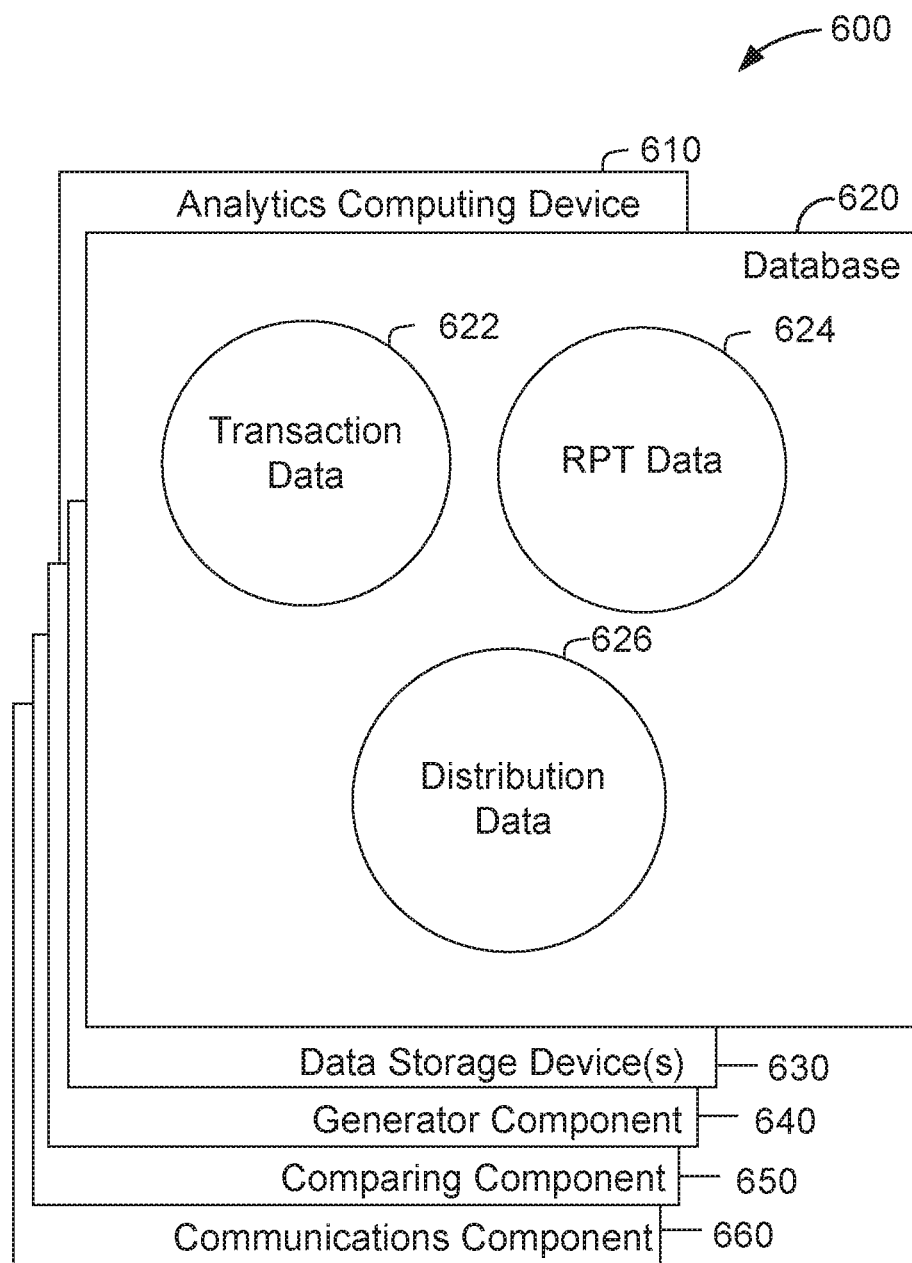 600
610
Analytics Computing Device
620
Database
622
624
Transaction
Data
RPT Data
626
Distribution
Data
Data Storage Device(s)
630
Generator Component
640
Comparing Component
650
Communications Component
660